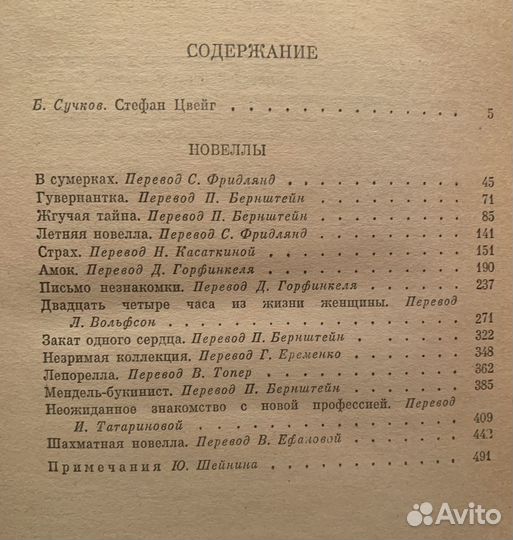 СОДЕРЖАНИЕ
Б. Сучков. Стефан Цвейг . . . . . . . . . . . . . 5
НОВЕЛЛЫ
В сумерках. Перевод С. Фридлянд . . . . . . . . . 45
Гувернантка. Перевод П. Бернштейн . . . . . . . . 71
Жгучая тайна. Перевод П. Бернштейн . . . . . . . 85
Летняя новелла. Перевод С. Фридлянд . . . . . . . 141
Страх. Перевод Н. Касаткиной . . . . . . . . . . 151
Амок. Перевод Д. Горфинкеля . . . . . . . . . . 190
Письмо незнакомки. Перевод Д. Горфинкеля . . . . . 237
Двадцать четыре часа из жизни женщины. Перевод
Л. Вольфсон . . . . . . . . . . . . . . . 271
Закат одного сердца. Перевод П. Бернштейн . . . . . 322
Незримая коллекция. Перевод Г. Еременко . . . . . . 348
Лепорелла. Перевод В. Топер . . . . . . . . . . 362
Мендель-букинист. Перевод П. Бернштейн . . . . . . 385
Неожиданное знакомство с новой профессией. Перевод
И. Татариновой . . . . . . . . . . . . . . 409
Шахматная новелла. Перевод В. Ефаловой . . . . . . 442
Примечания Ю. Шейнина . . . . . . . . . . . . 491
Avito